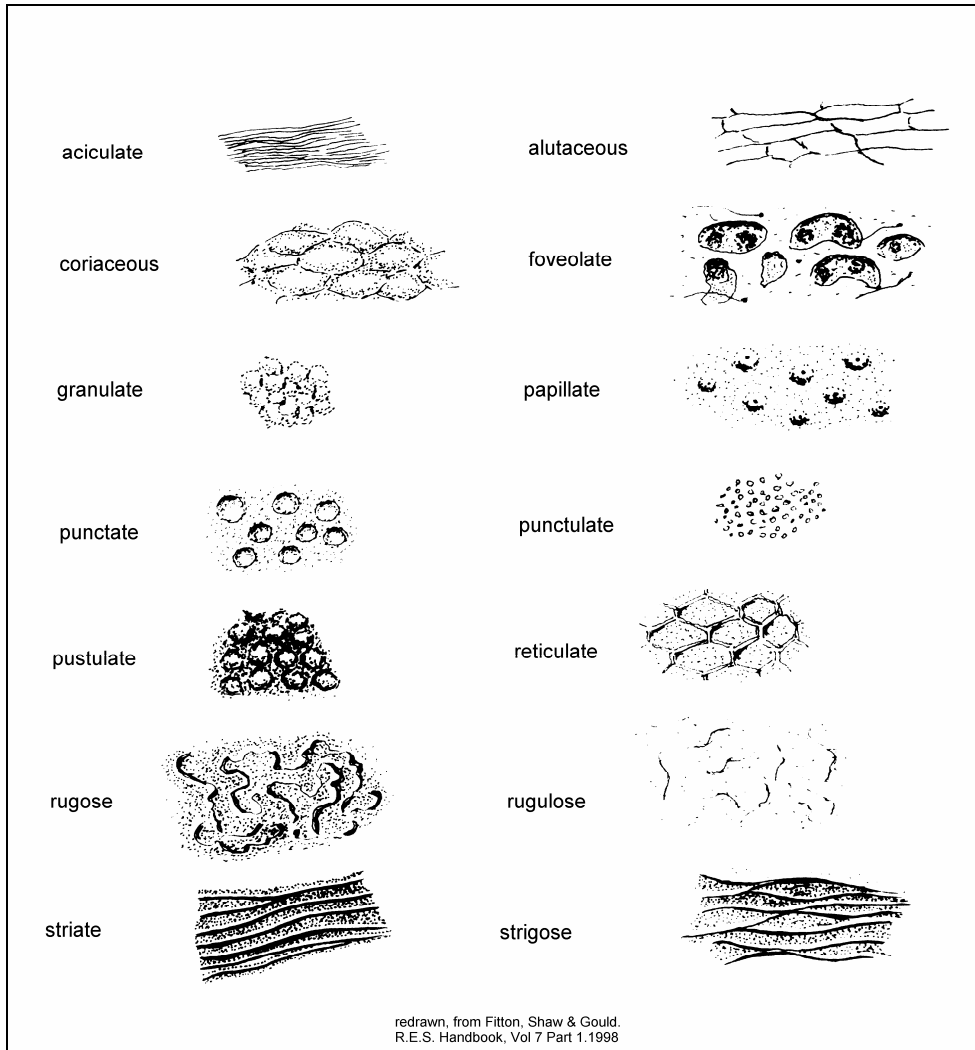 aciculate
alutaceous
coriaceous
foveolate
granulate
papillate
punctate
punctulate
pustulate
reticulate
rugose
rugulose
striate
strigose
redrawn, from Fitton, Shaw & Gould.
R.E.S. Handbook, Vol 7 Part 1.1998